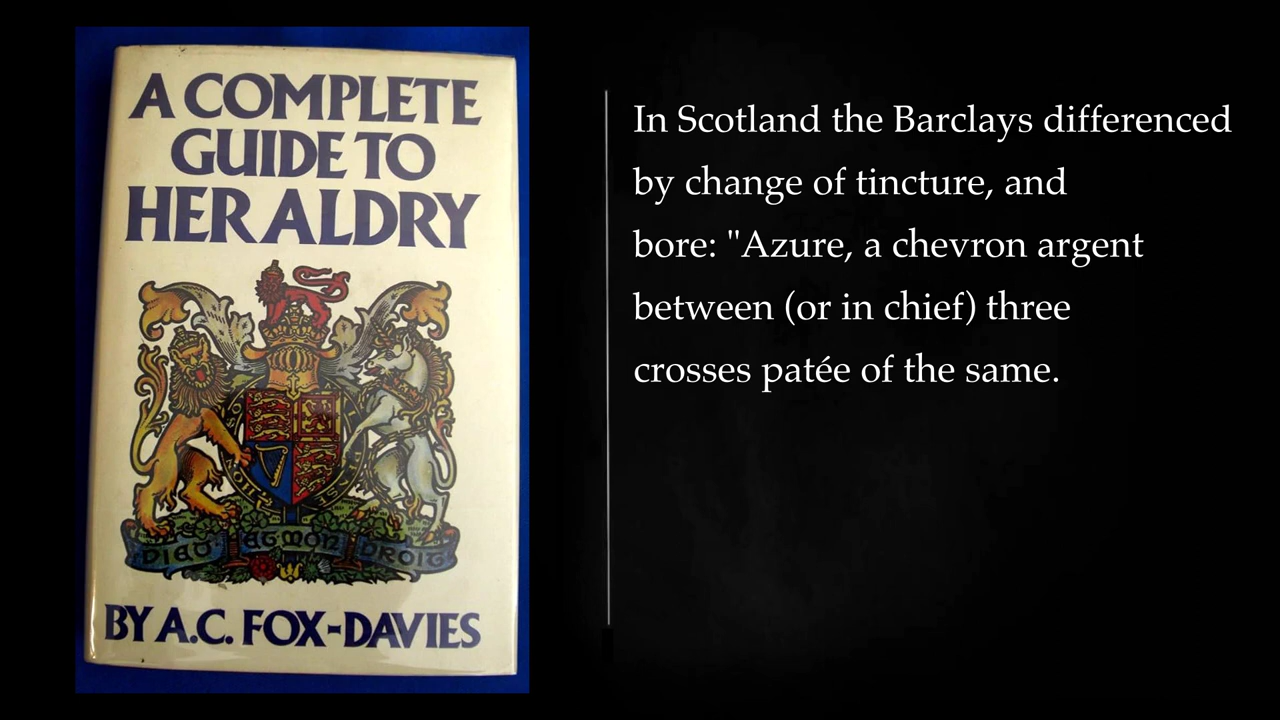 A COMPLETE
GUIDE TO
HERALDRY
DIEU ET MON DROIT
BY A.C. FOX-DAVIES
In Scotland the Barclays differenced
by change of tincture, and
bore: "Azure, a chevron argent
between (or in chief) three
crosses patée of the same.